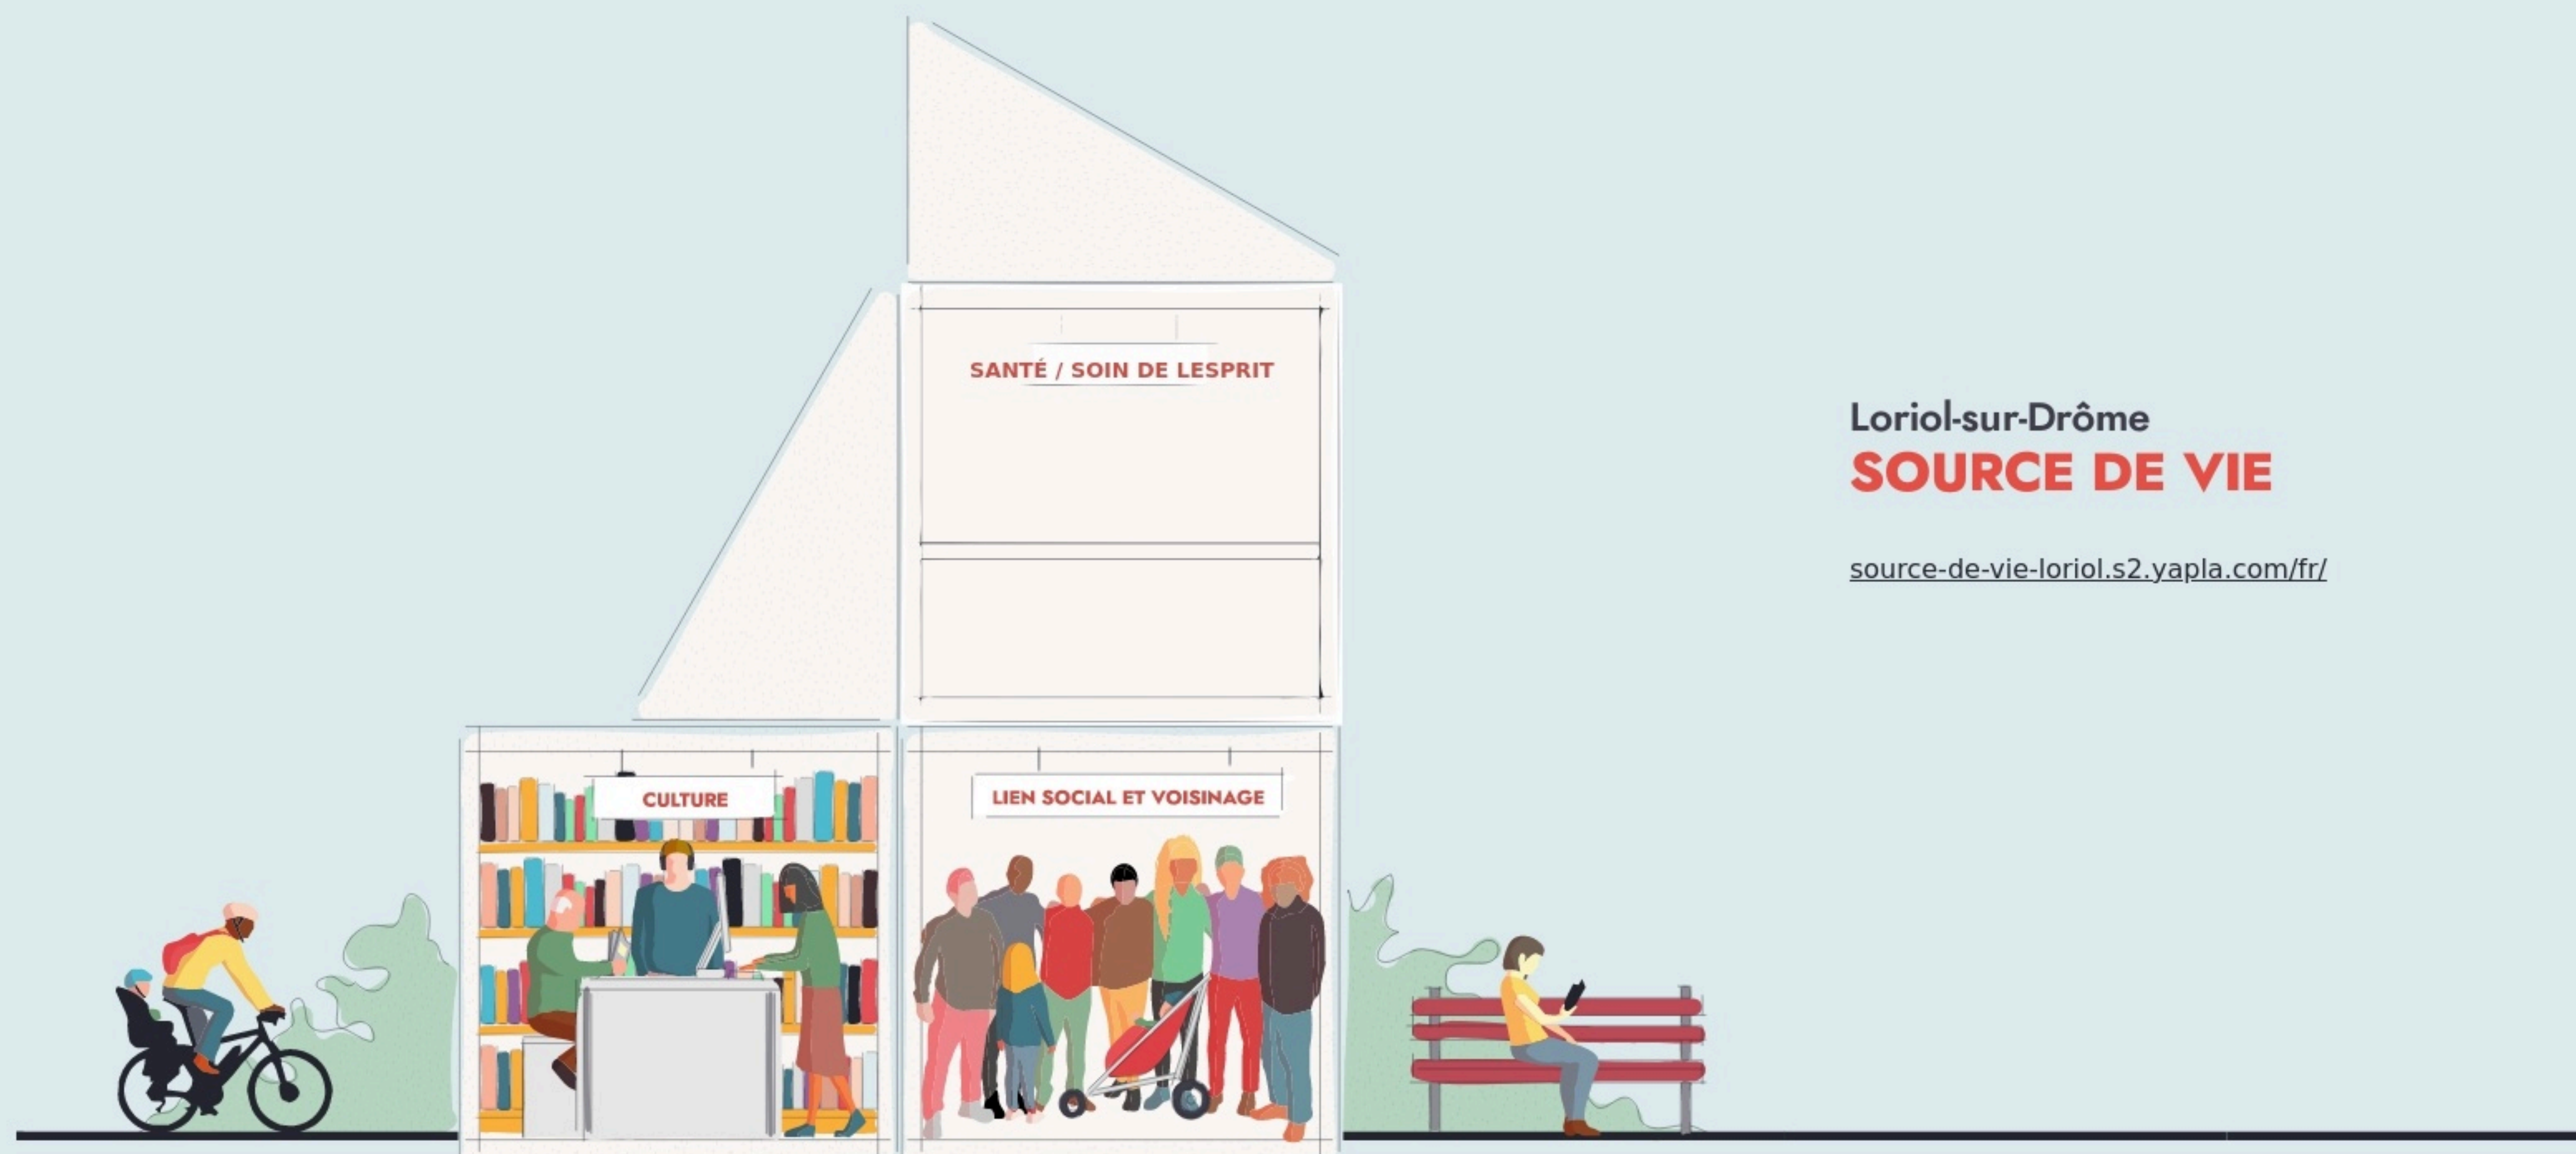 SANTÉ / SOIN DE LESPRIT
Loriol-sur-Drôme
SOURCE DE VIE
source-de-vie-loriol.s2.yapla.com/fr/
CULTURE
LIEN SOCIAL ET VOISINAGE